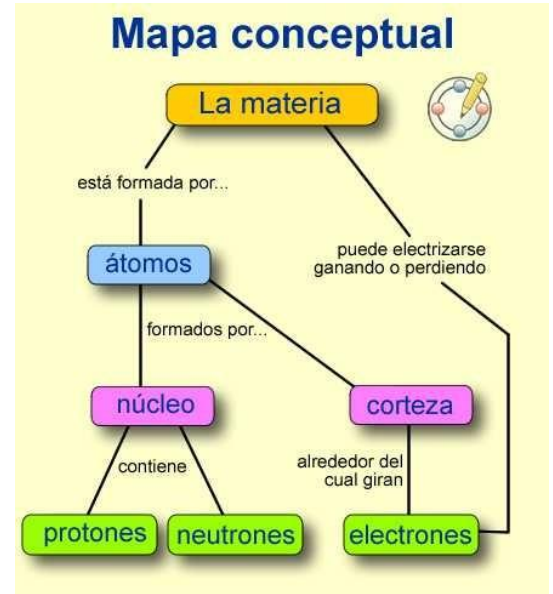 Mapa conceptual
La materia
está formada por...
puede electrizarse
ganando o perdiendo
átomos
formados por...
núcleo
corteza
contiene
alrededor del
cual giran
protones
neutrones
electrones